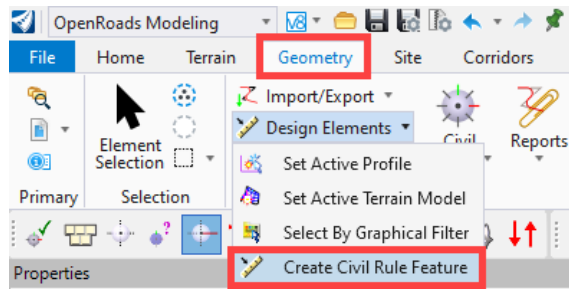 OpenRoads Modeling
File Home Terrain Geometry Site Corridors
Import/Export
Design Elements
Element
Selection
Civil
Reports
Set Active Profile
Set Active Terrain Model
Primary Selection
Select By Graphical Filter
Create Civil Rule Feature
Properties